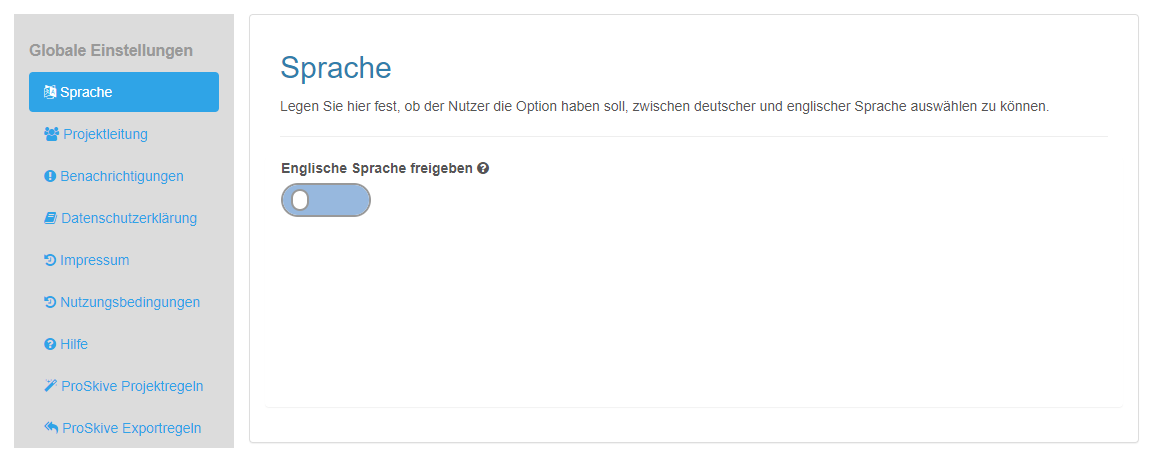 Globale Einstellungen
Sprache
Projektleitung
Benachrichtigungen
Datenschutzerklärung
Impressum
Nutzungsbedingungen
Hilfe
ProSkive Projektregeln
ProSkive Exportregeln
Sprache
Legen Sie hier fest, ob der Nutzer die Option haben soll, zwischen deutscher und englischer Sprache auswählen zu können.
Englische Sprache freigeben